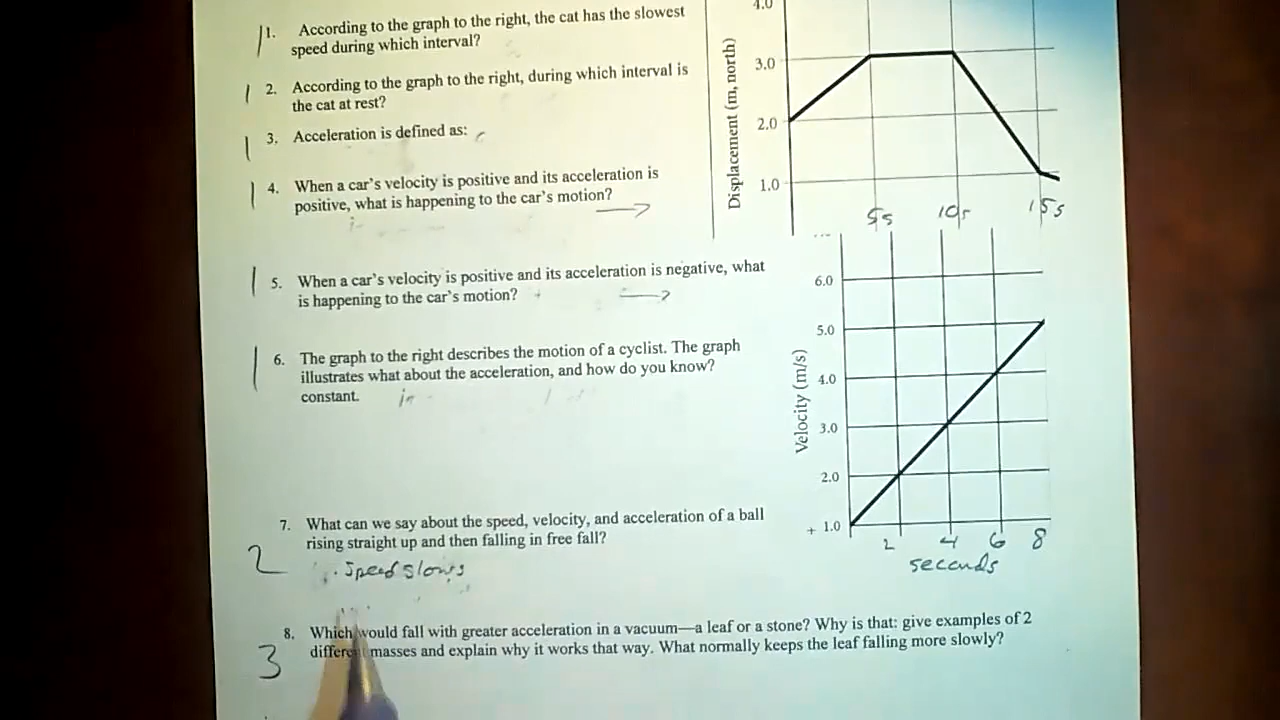 1. According to the graph to the right, the cat has the slowest
speed during which interval?
2. According to the graph to the right, during which interval is
the cat at rest?
3. Acceleration is defined as:
4. When a car's velocity is positive and its acceleration is
positive, what is happening to the car's motion?
5. When a car's velocity is positive and its acceleration is negative, what
is happening to the car's motion?
6. The graph to the right describes the motion of a cyclist. The graph
illustrates what about the acceleration, and how do you know?
constant.
7. What can we say about the speed, velocity, and acceleration of a ball
rising straight up and then falling in free fall?
2 . Speed slows
8. Which would fall with greater acceleration in a vacuum—a leaf or a stone? Why is that: give examples of 2
different masses and explain why it works that way. What normally keeps the leaf falling more slowly?
3
Displacement (m, north)
4.0
3.0
2.0
1.0
5s 10s 15s
Velocity (m/s)
6.0
5.0
4.0
3.0
2.0
+ 1.0
2 4 6 8
seconds